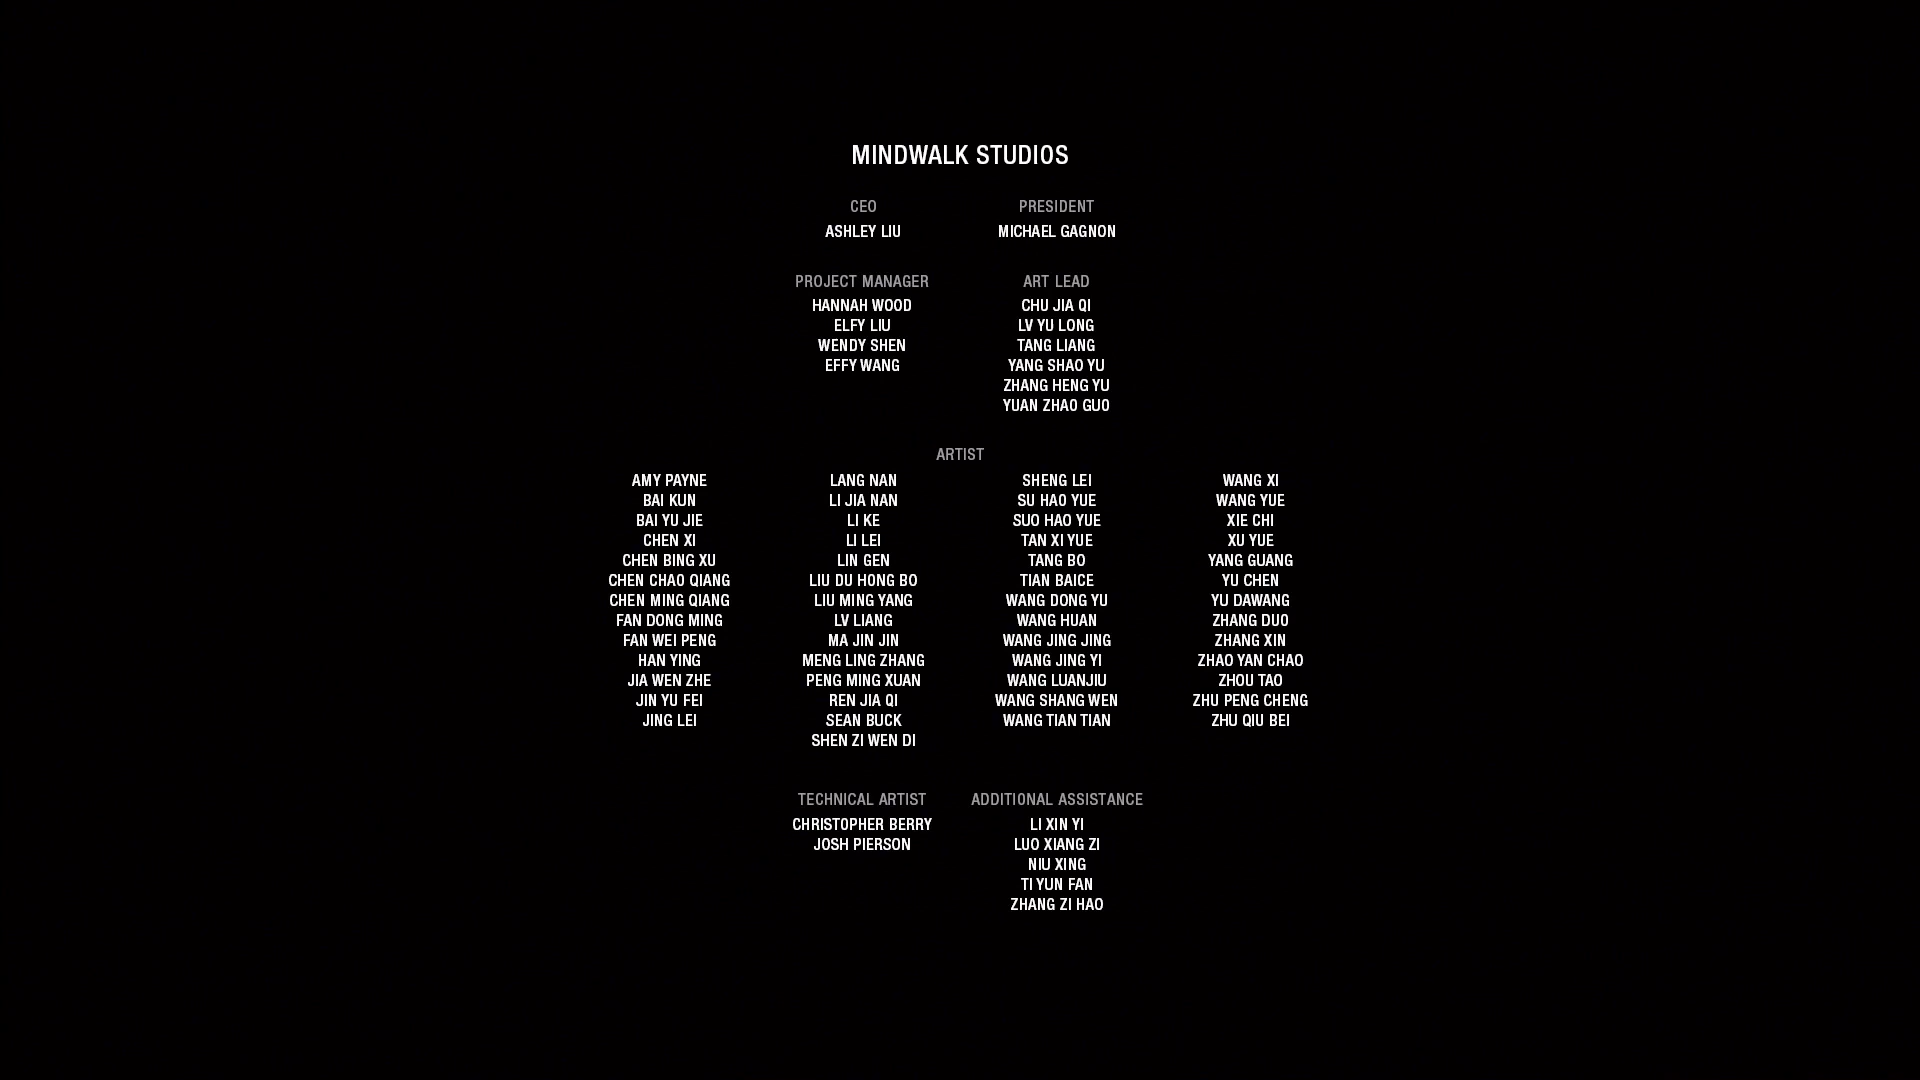 MINDWALK STUDIOS
CEO
ASHLEY LIU
PRESIDENT
MICHAEL GAGNON
PROJECT MANAGER
HANNAH WOOD
ELFY LIU
WENDY SHEN
EFFY WANG
ART LEAD
CHU JIA QI
LV YU LONG
TANG LIANG
YANG SHAO YU
ZHANG HENG YU
YUAN ZHAO GUO
ARTIST
AMY PAYNE
BAI KUN
BAI YU JIE
CHEN XI
CHEN BING XU
CHEN CHAO QIANG
CHEN MING QIANG
FAN DONG MING
FAN WEI PENG
HAN YING
JIA WEN ZHE
JIN YU FEI
JING LEI
LANG NAN
LI JIA NAN
LI KE
LI LEI
LIN GEN
LIU DU HONG BO
LIU MING YANG
LV LIANG
MA JIN JIN
MENG LING ZHANG
PENG MING XUAN
REN JIA QI
SEAN BUCK
SHEN ZI WEN DI
SHENG LEI
SU HAO YUE
SUO HAO YUE
TAN XI YUE
TANG BO
TIAN BAICE
WANG DONG YU
WANG HUAN
WANG JING JING
WANG JING YI
WANG LUANJIU
WANG SHANG WEN
WANG TIAN TIAN
WANG XI
WANG YUE
XIE CHI
XU YUE
YANG GUANG
YU CHEN
YU DAWANG
ZHANG DUO
ZHANG XIN
ZHAO YAN CHAO
ZHOU TAO
ZHU PENG CHENG
ZHU QIU BEI
TECHNICAL ARTIST
CHRISTOPHER BERRY
JOSH PIERSON
ADDITIONAL ASSISTANCE
LI XIN YI
LUO XIANG ZI
NIU XING
TI YUN FAN
ZHANG ZI HAO